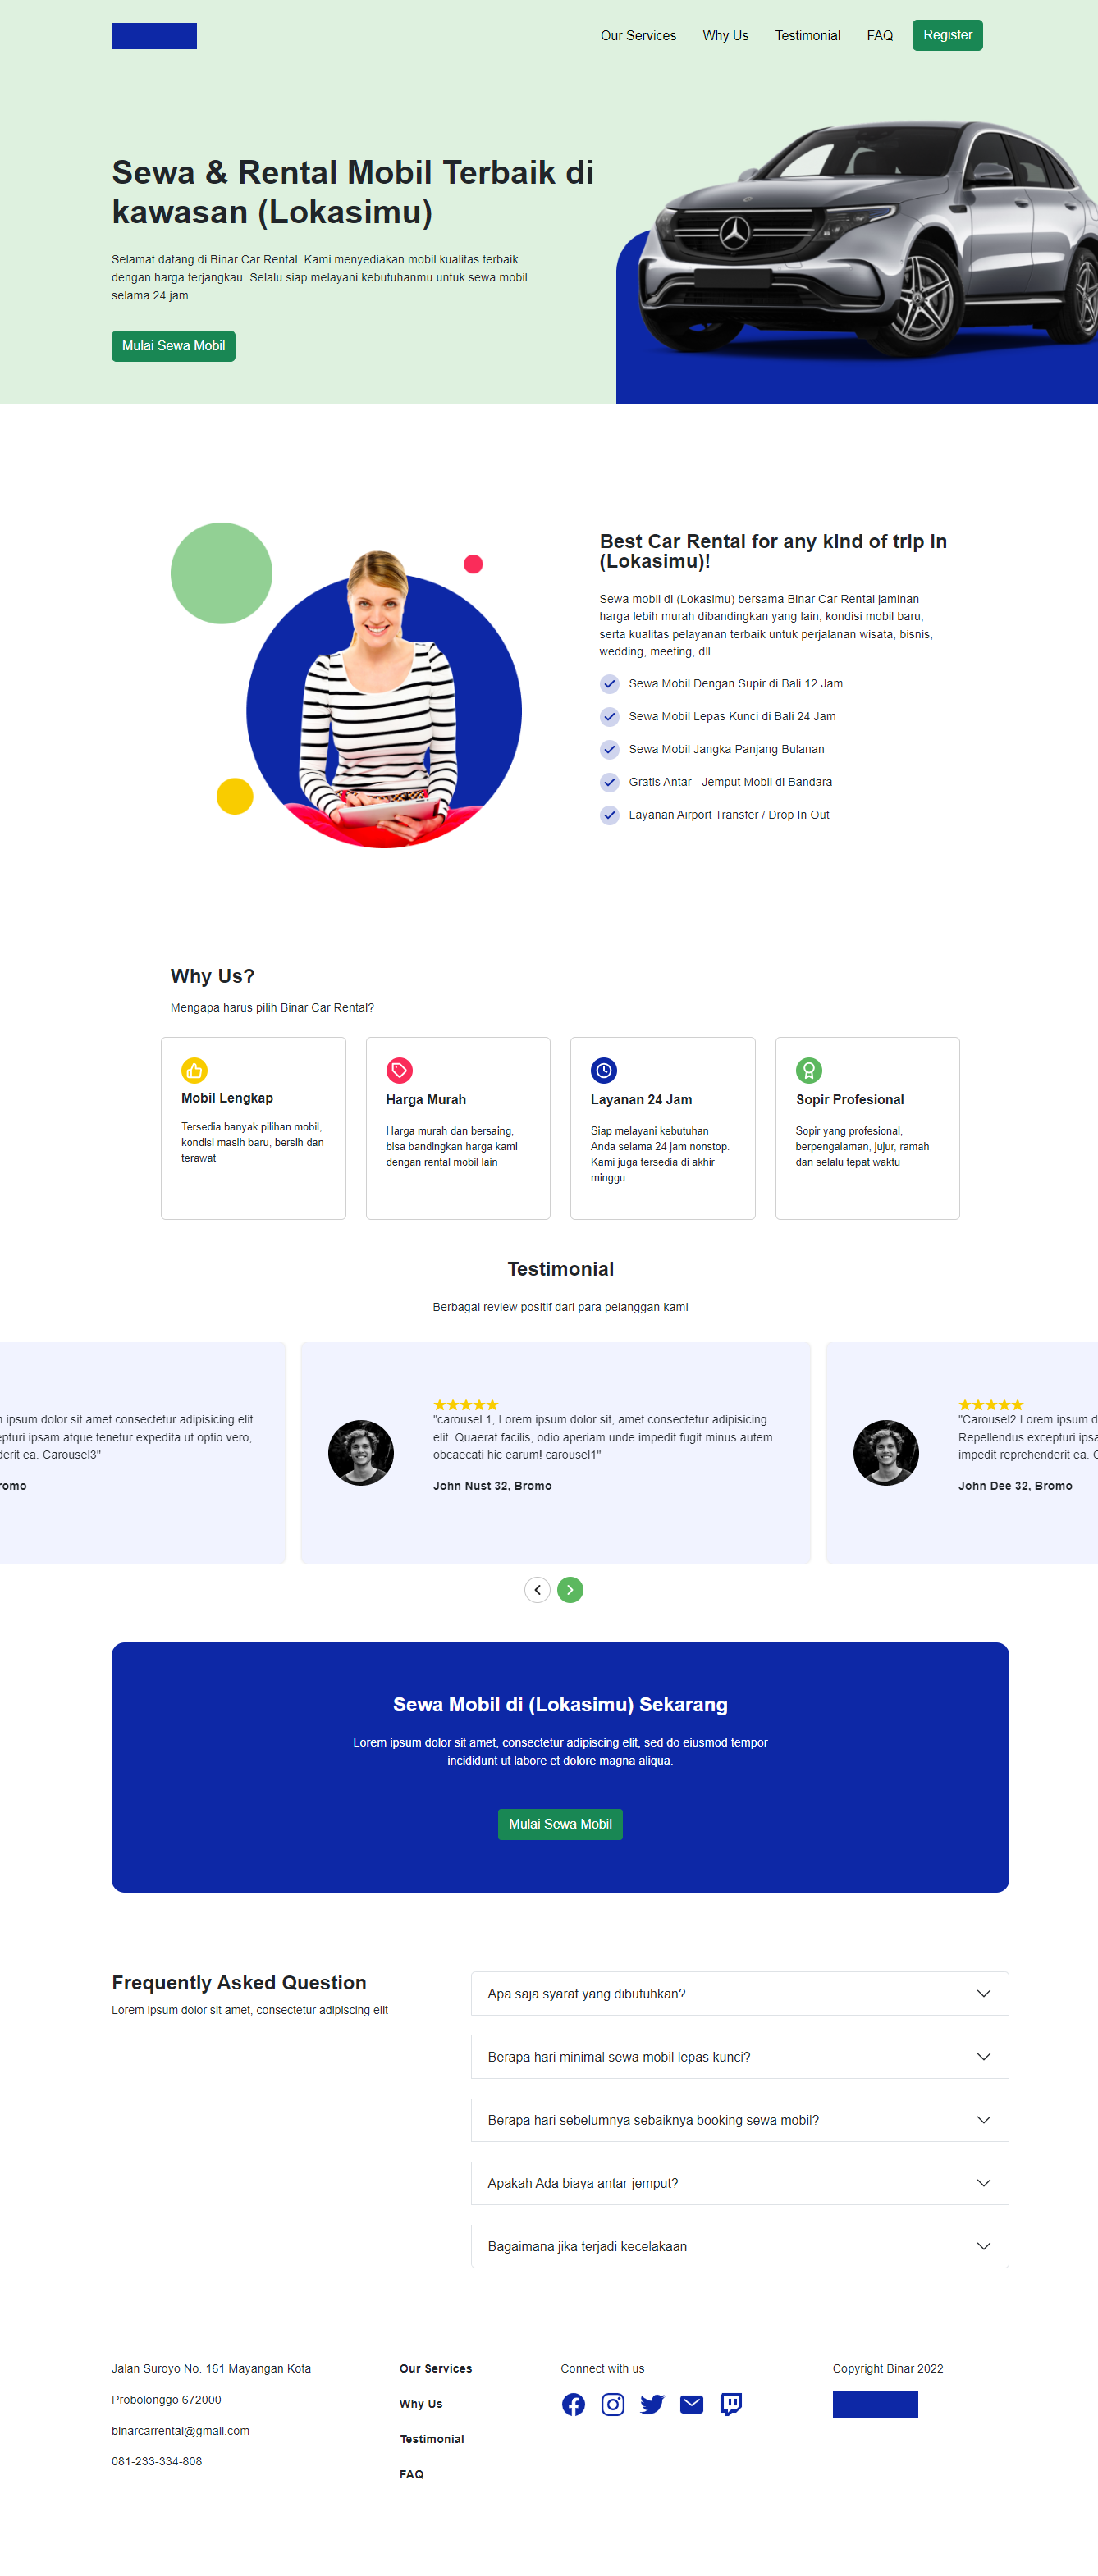 Our Services
Why Us
Testimonial
FAQ
Register
Sewa & Rental Mobil Terbaik di
kawasan (Lokasimu)
Selamat datang di Binar Car Rental. Kami menyediakan mobil kualitas terbaik
dengan harga terjangkau. Selalu siap melayani kebutuhanmu untuk sewa mobil
selama 24 jam.
Mulai Sewa Mobil
Best Car Rental for any kind of trip in
(Lokasimu)!
Sewa mobil di (Lokasimu) bersama Binar Car Rental jaminan
harga lebih murah dibandingkan yang lain, kondisi mobil baru,
serta kualitas pelayanan terbaik untuk perjalanan wisata, bisnis,
wedding, meeting, dll.
Sewa Mobil Dengan Supir di Bali 12 Jam
Sewa Mobil Lepas Kunci di Bali 24 Jam
Sewa Mobil Jangka Panjang Bulanan
Gratis Antar - Jemput Mobil di Bandara
Layanan Airport Transfer / Drop In Out
Why Us?
Mengapa harus pilih Binar Car Rental?
Mobil Lengkap
Tersedia banyak pilihan mobil,
kondisi masih baru, bersih dan
terawat
Harga Murah
Harga murah dan bersaing,
bisa bandingkan harga kami
dengan rental mobil lain
Layanan 24 Jam
Siap melayani kebutuhan
Anda selama 24 jam nonstop.
Kami juga tersedia di akhir
minggu
Sopir Profesional
Sopir yang profesional,
berpengalaman, jujur, ramah
dan selalu tepat waktu
Testimonial
Berbagai review positif dari para pelanggan kami
ipsum dolor sit amet consectetur adipisicing elit.
ipsam atque tenetur expedita ut optio vero,
ea. Carousel3"
"carousel 1, Lorem ipsum dolor sit, amet consectetur adipisicing
elit. Quaerat facilis, odio aperiam unde impedit fugit minus autem
obcaecati hic earum! carousel1"
John Nust 32, Bromo
"Carousel2 Lorem ipsum
Repellendus excepturi
impedit reprehenderit ea.
John Dee 32, Bromo
Sewa Mobil di (Lokasimu) Sekarang
Lorem ipsum dolor sit amet, consectetur adipiscing elit, sed do eiusmod tempor
incididunt ut labore et dolore magna aliqua.
Mulai Sewa Mobil
Frequently Asked Question
Lorem ipsum dolor sit amet, consectetur adipiscing elit
Apa saja syarat yang dibutuhkan?
Berapa hari minimal sewa mobil lepas kunci?
Berapa hari sebelumnya sebaiknya booking sewa mobil?
Apakah Ada biaya antar-jemput?
Bagaimana jika terjadi kecelakaan
Jalan Suroyo No. 161 Mayangan Kota
Probolonggo 672000
binarcarrental@gmail.com
081-233-334-808
Our Services
Why Us
Testimonial
FAQ
Connect with us
Copyright Binar 2022